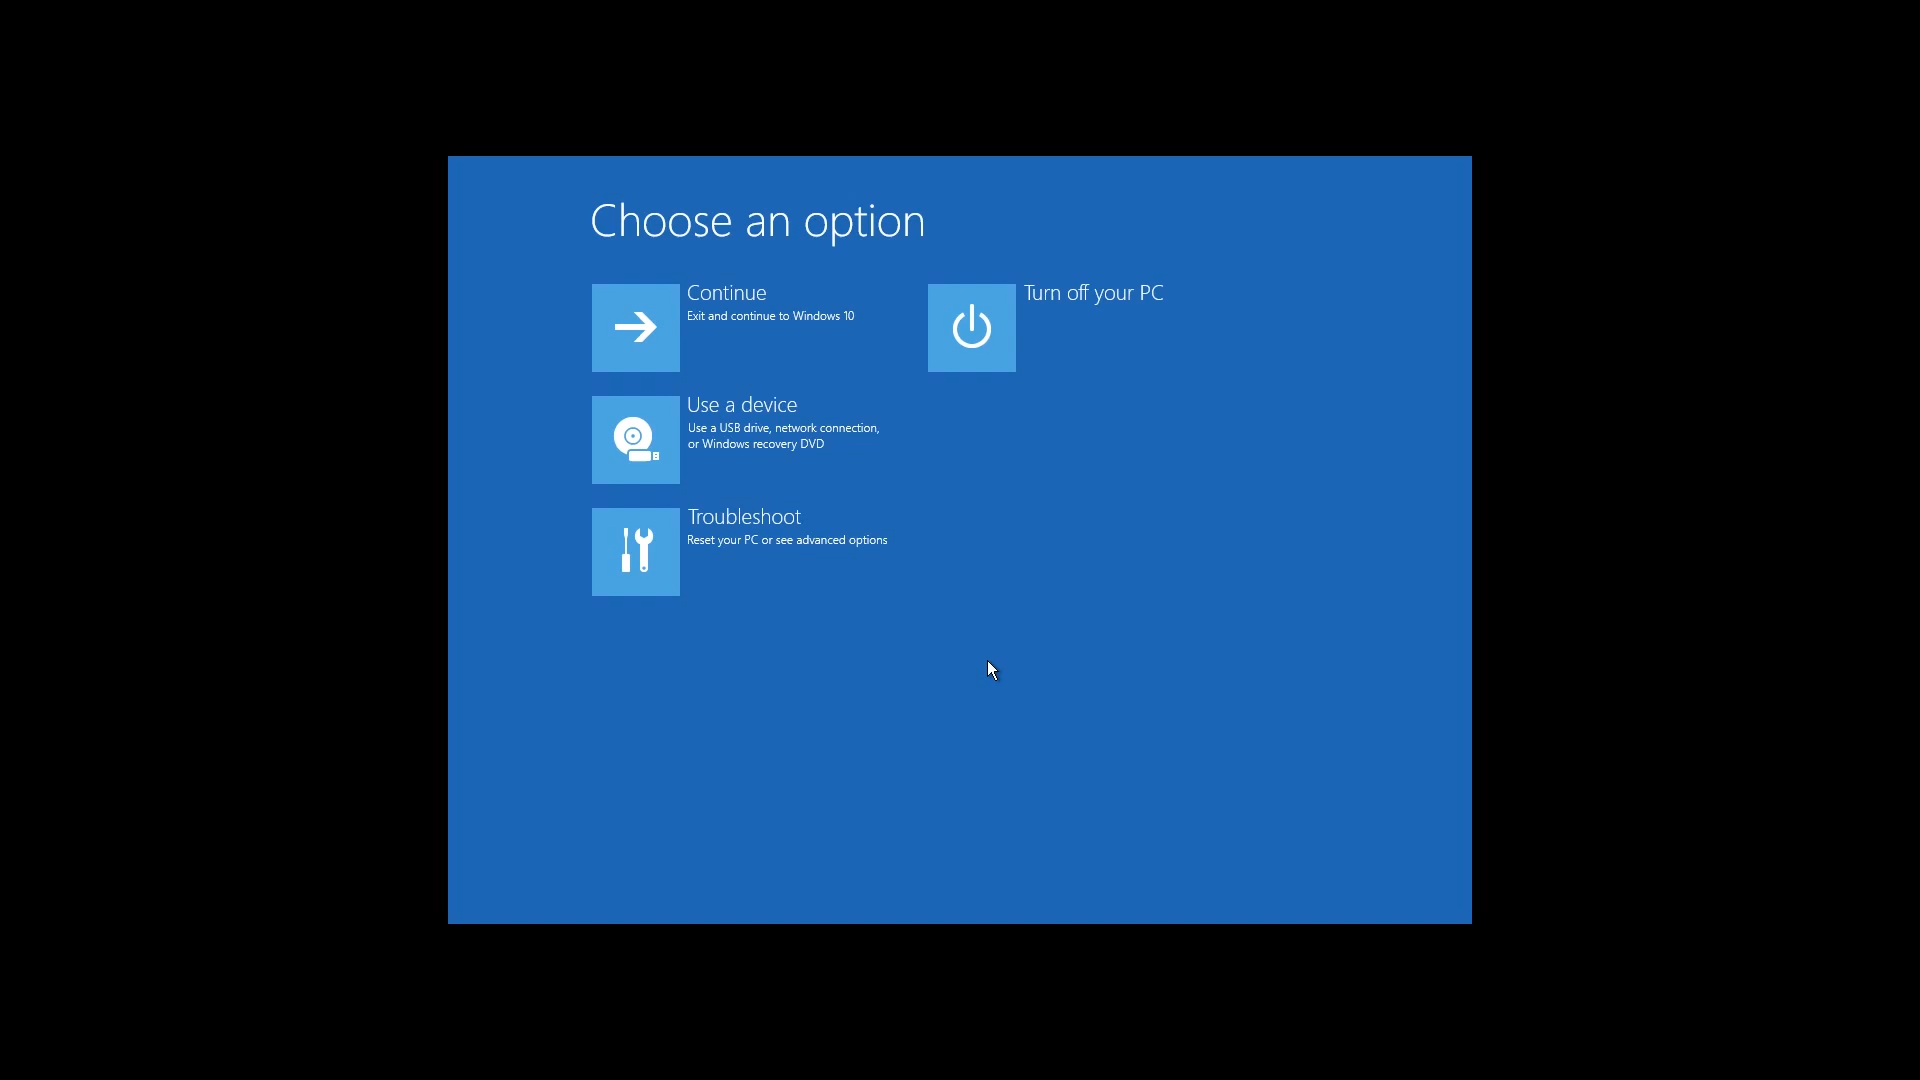 Choose an option
Continue
Exit and continue to Windows 10
Turn off your PC
Use a device
Use a USB drive, network connection,
or Windows recovery DVD
Troubleshoot
Reset your PC or see advanced options